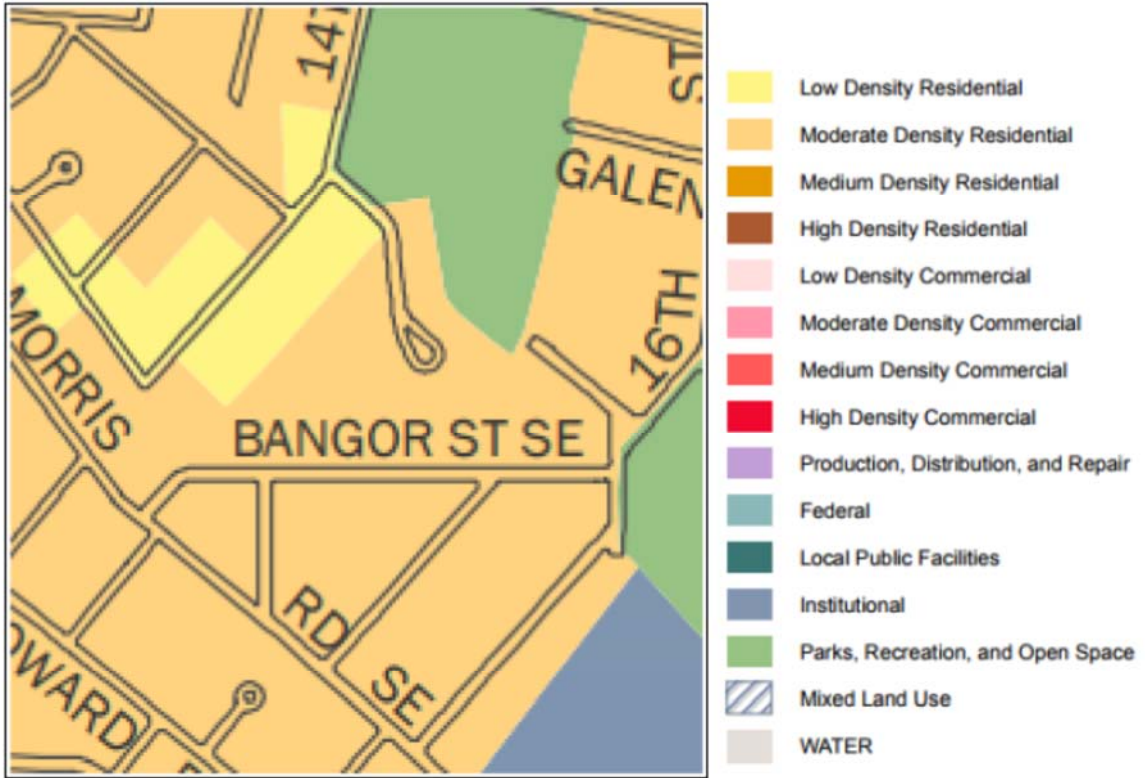 14T
ST
GALEN
16TH
MORRIS
BANGOR ST SE
RD
SE
OWARD
Low Density Residential
Moderate Density Residential
Medium Density Residential
High Density Residential
Low Density Commercial
Moderate Density Commercial
Medium Density Commercial
High Density Commercial
Production, Distribution, and Repair
Federal
Local Public Facilities
Institutional
Parks, Recreation, and Open Space
Mixed Land Use
WATER